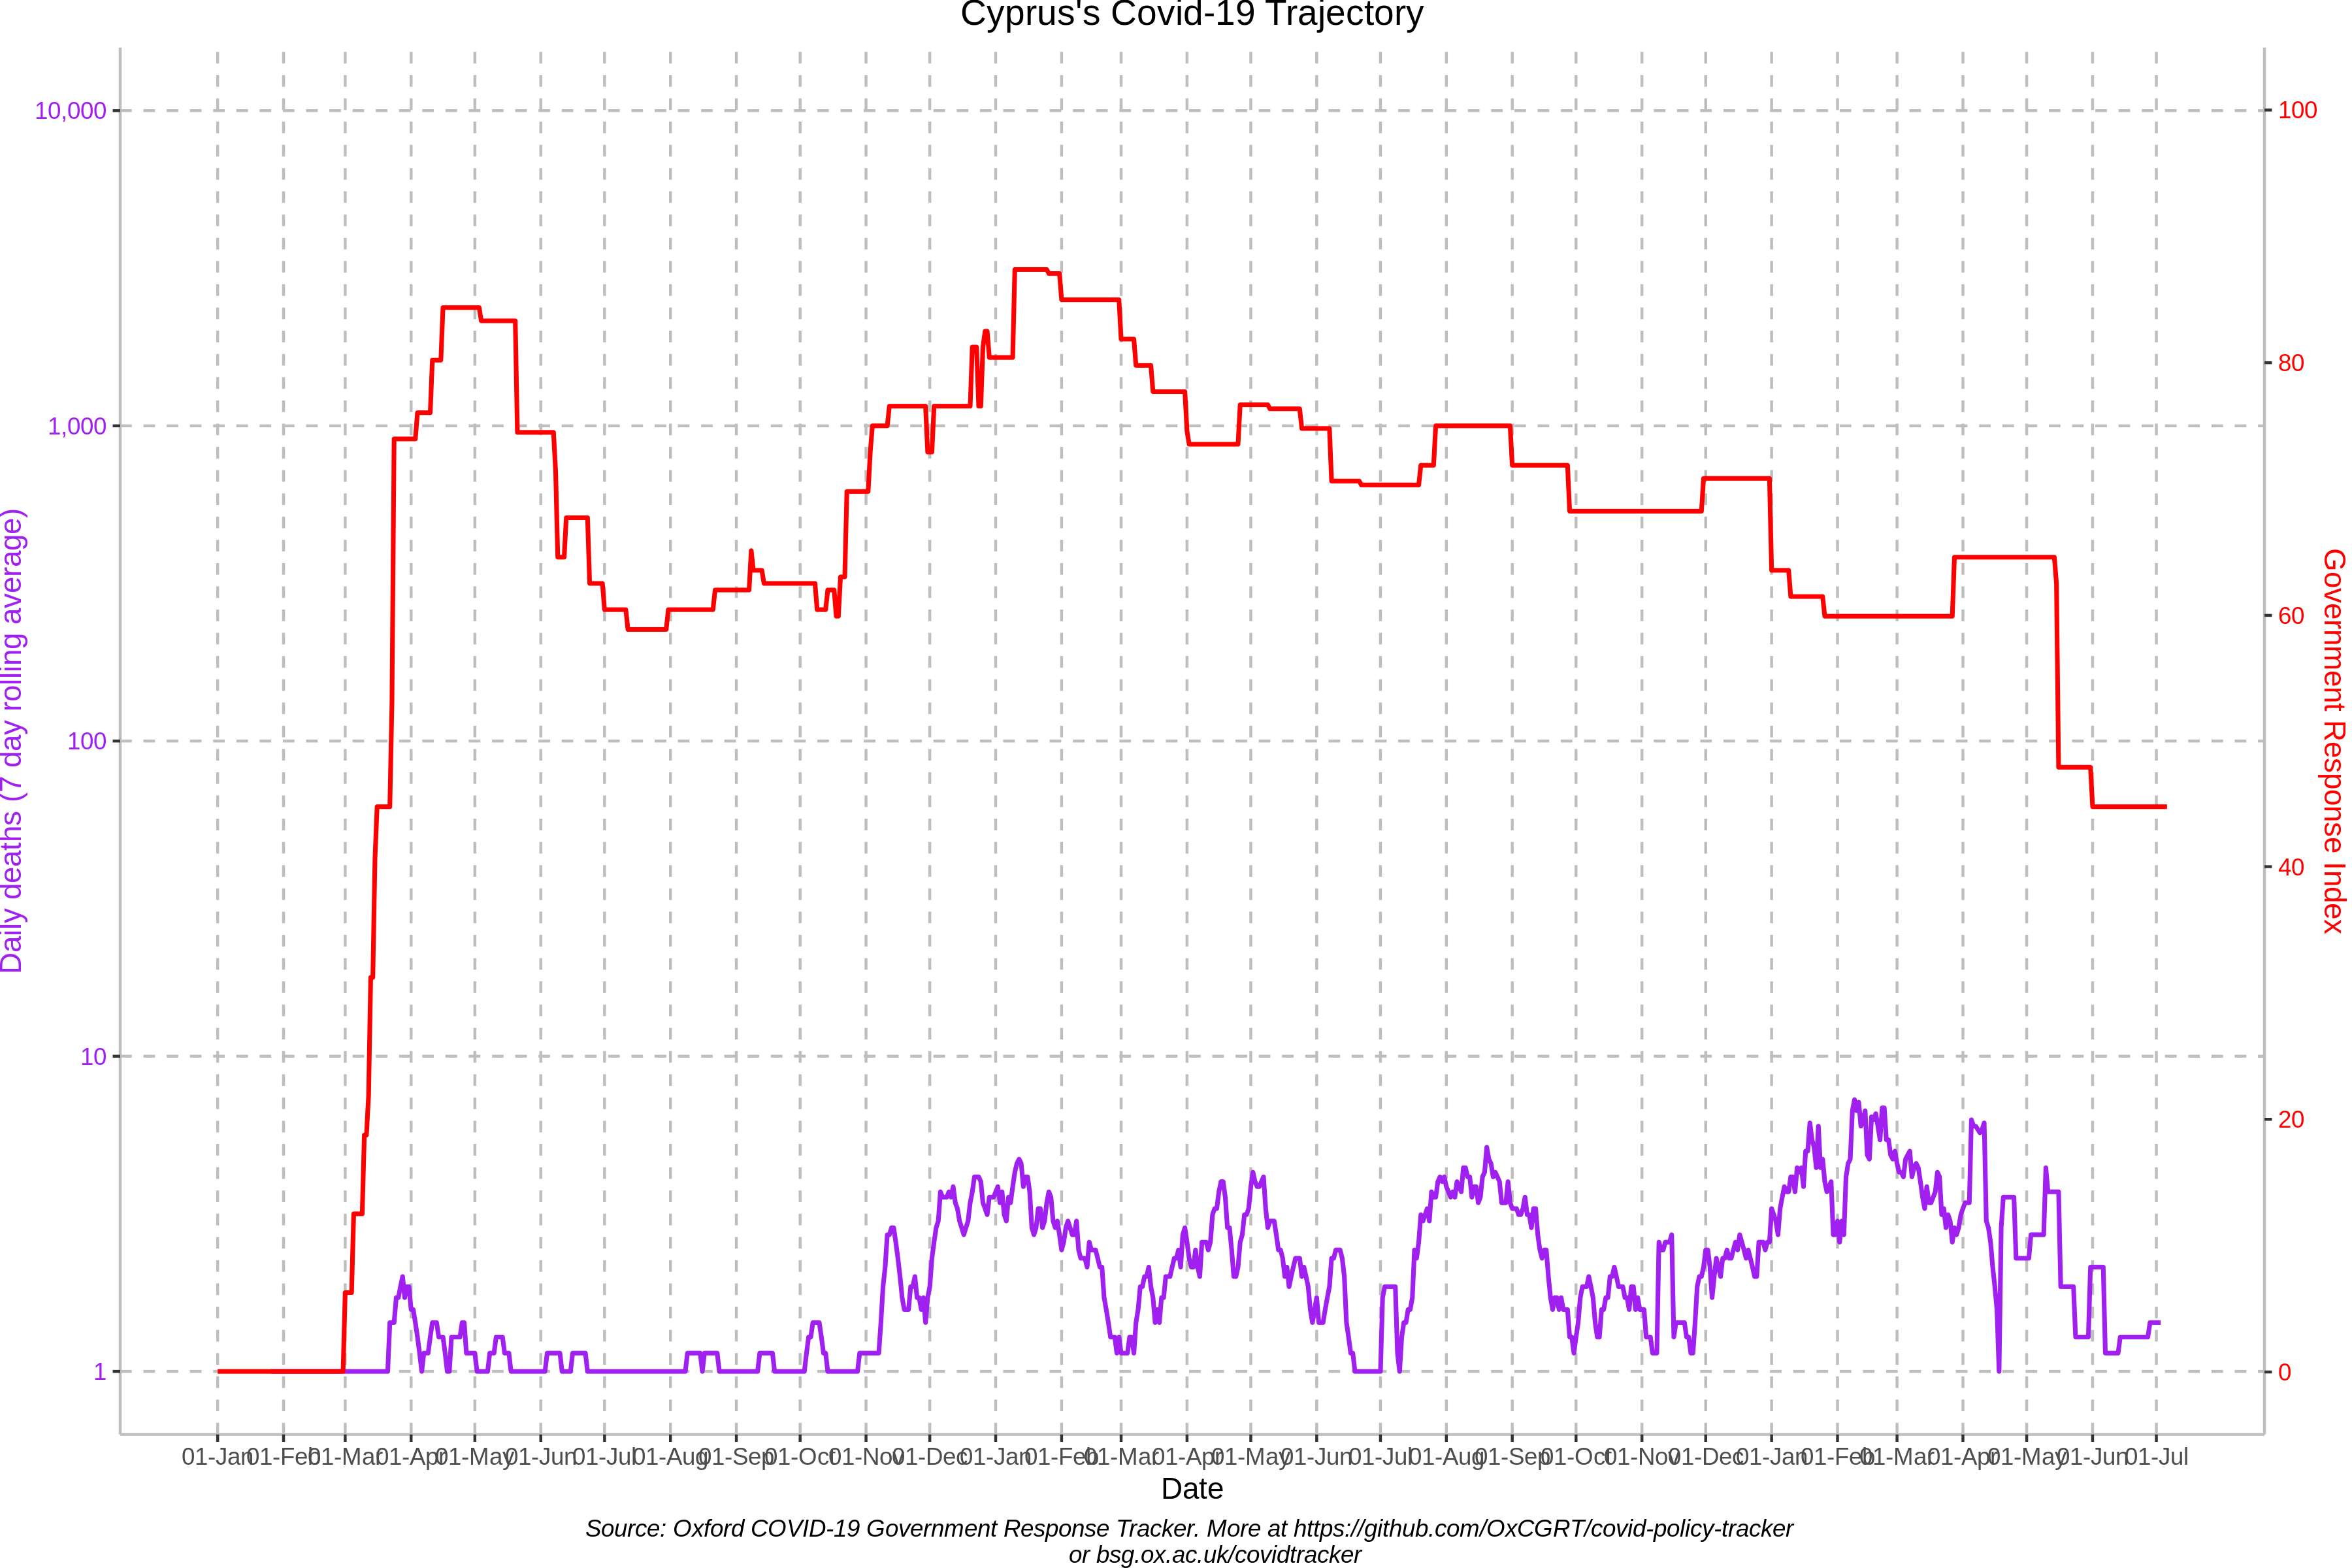 Cyprus's Covid-19 Trajectory
10,000
1,000
100
10
1
Daily deaths (7 day rolling average)
100
80
60
40
20
0
Government Response Index
01-Jan 01-Feb 01-Mar 01-Apr 01-May 01-Jun 01-Jul 01-Aug 01-Sep 01-Oct 01-Nov 01-Dec 01-Jan 01-Feb 01-Mar 01-Apr 01-May 01-Jun 01-Jul 01-Aug 01-Sep 01-Oct 01-Nov 01-Dec 01-Jan 01-Feb 01-Mar 01-Apr 01-May 01-Jun 01-Jul
Date
Source: Oxford COVID-19 Government Response Tracker. More at https://github.com/OxCGRT/covid-policy-tracker
or bsg.ox.ac.uk/covidtracker